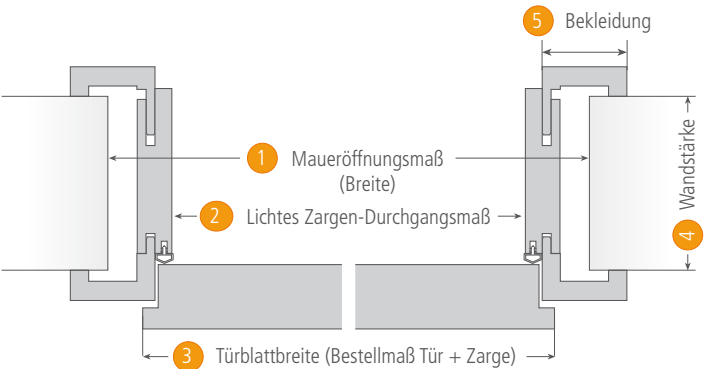 5 Bekleidung
1 Maueröffnungsmaß
(Breite)
2 Lichtes Zargen-Durchgangsmaß
4 Wandstärke
3 Türblattbreite (Bestellmaß Tür + Zarge)